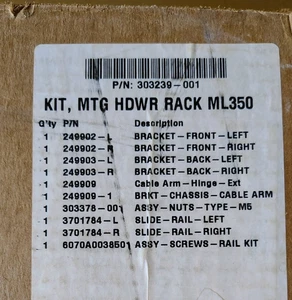 P/N: 303239-001
KIT, MTG HDWR RACK ML350
Q'ty P/N Description
1 249902-L BRACKET-FRONT-LEFT
1 249902-R BRACKET-FRONT-RIGHT
1 249903-L BRACKET-BACK-LEFT
1 249903-R BRACKET-BACK-RIGHT
1 249909 Cable Arm-Hinge-Ext
1 249909-1 BRKT-CHASSIS-CABLE ARM
1 303378-001 ASSY-NUTS-TYPE-M5
1 3701784-L SLIDE-RAIL-LEFT
1 3701784-R SLIDE-RAIL-RIGHT
1 6070A0038501 ASSY-SCREWS-RAIL KIT